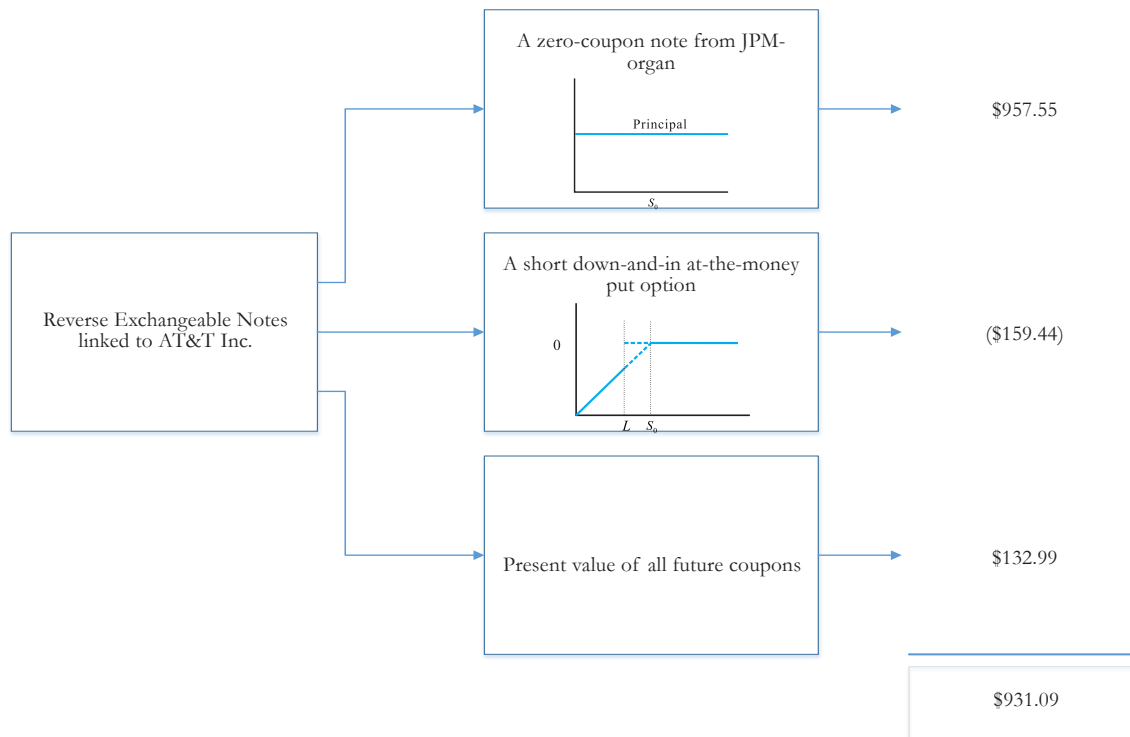 A zero-coupon note from JPM-
organ
Principal
S₀
$957.55
Reverse Exchangeable Notes
linked to AT&T Inc.
A short down-and-in at-the-money
put option
0
L S₀
($159.44)
Present value of all future coupons
$132.99
$931.09